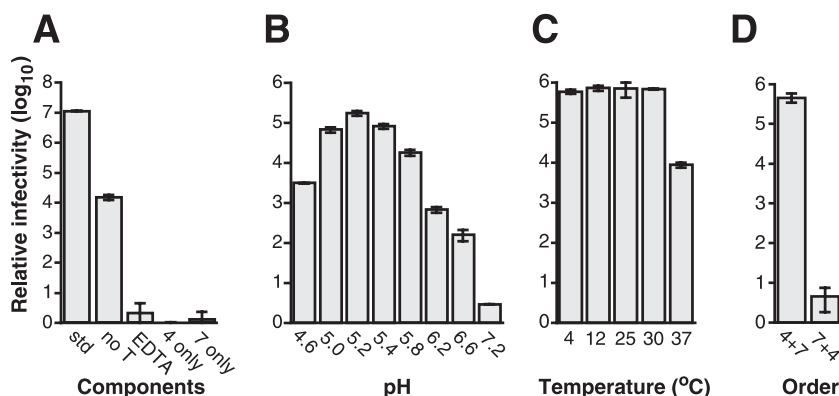 A
B
C
D
Relative infectivity (log10)
8
7
6
5
4
3
2
1
0
std
no T
EDTA
4 only
7 only
Components
6
5
4
3
2
1
0
4.6
5.0
5.2
5.4
5.8
6.2
6.6
7.2
pH
6
5
4
3
2
1
0
4 12 25 30 37
Temperature (oC)
6
5
4
3
2
1
0
4+7
7+4
Order